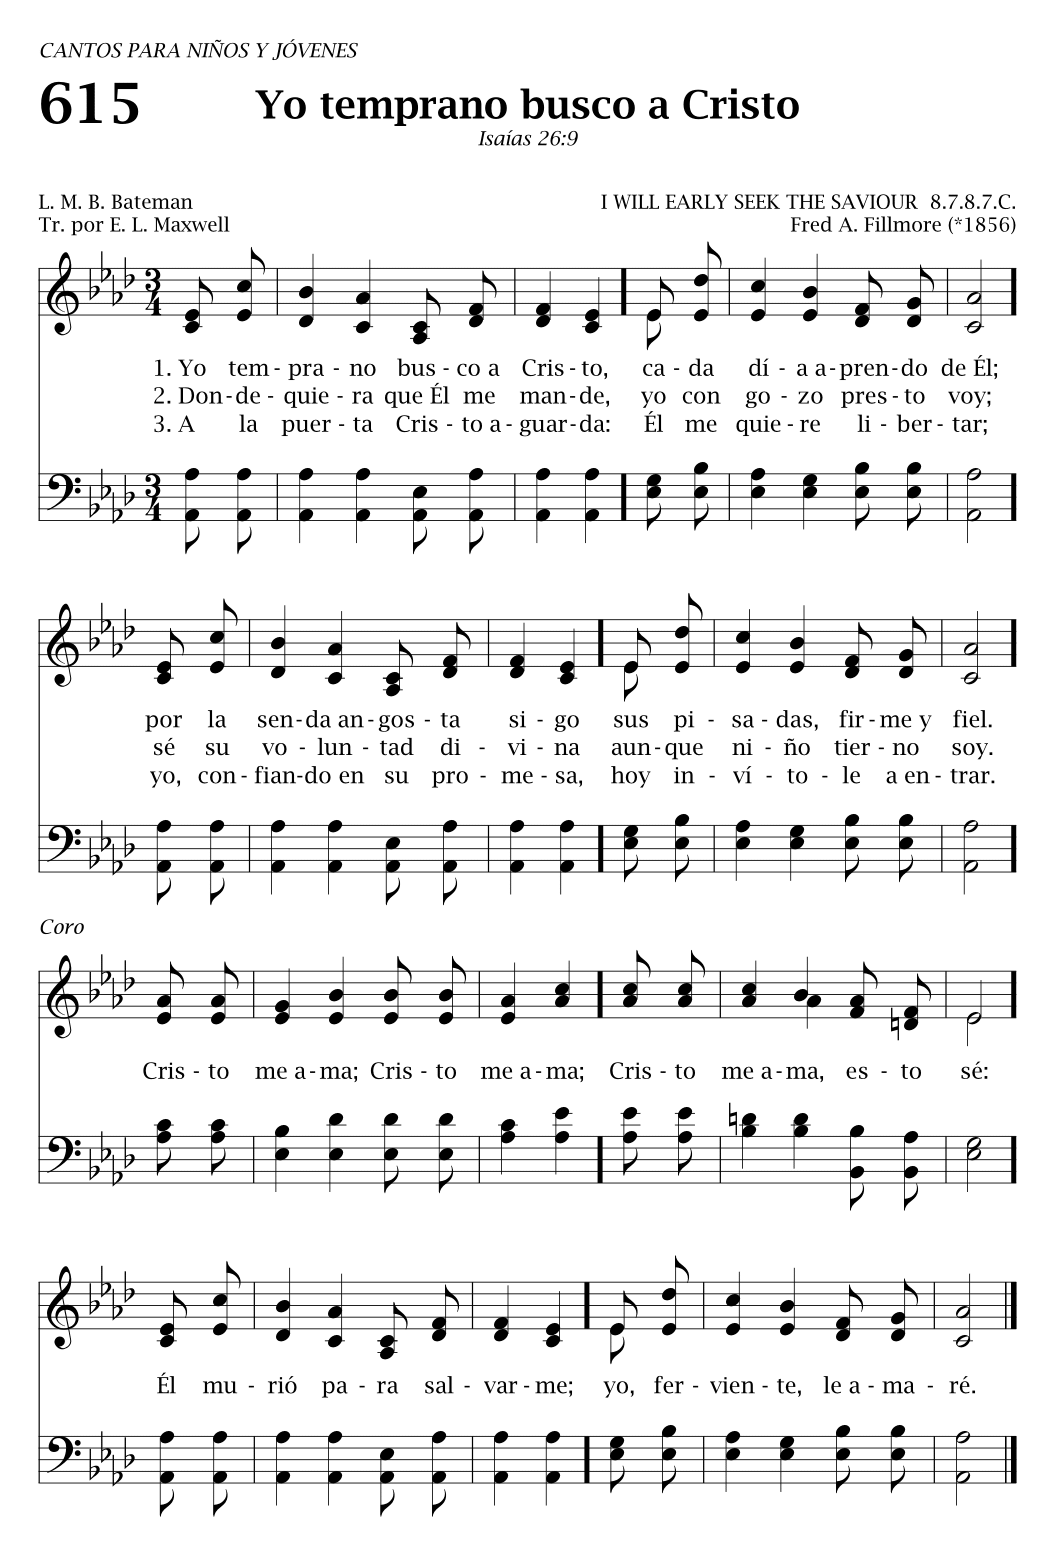 CANTOS PARA NIÑOS Y JÓVENES
615 Yo temprano busco a Cristo
Isaías 26:9
L. M. B. Bateman I WILL EARLY SEEK THE SAVIOUR 8.7.8.7.C.
Tr. por E. L. Maxwell Fred A. Fillmore (*1856)
3 4
1. Yo tem - pra - no bus - co a Cris - to, ca - da dí - a a - pren - do de Él;
2. Don - de - quie - ra que Él me man - de, yo con go - zo pres - to voy;
3. A la puer - ta Cris - to a - guar - da: Él me quie - re li - ber - tar;
3 4
por la sen - da an - gos - ta si - go sus pi - sa - das, fir - me y fiel.
sé su vo - lun - tad di - vi - na aun - que ni - ño tier - no soy.
yo, con - fian - do en su pro - me - sa, hoy in - ví - to - le a en - trar.
Coro
Cris - to me a - ma; Cris - to me a - ma; Cris - to me a - ma, es - to sé:
Él mu - rió pa - ra sal - var - me; yo, fer - vien - te, le a - ma - ré.